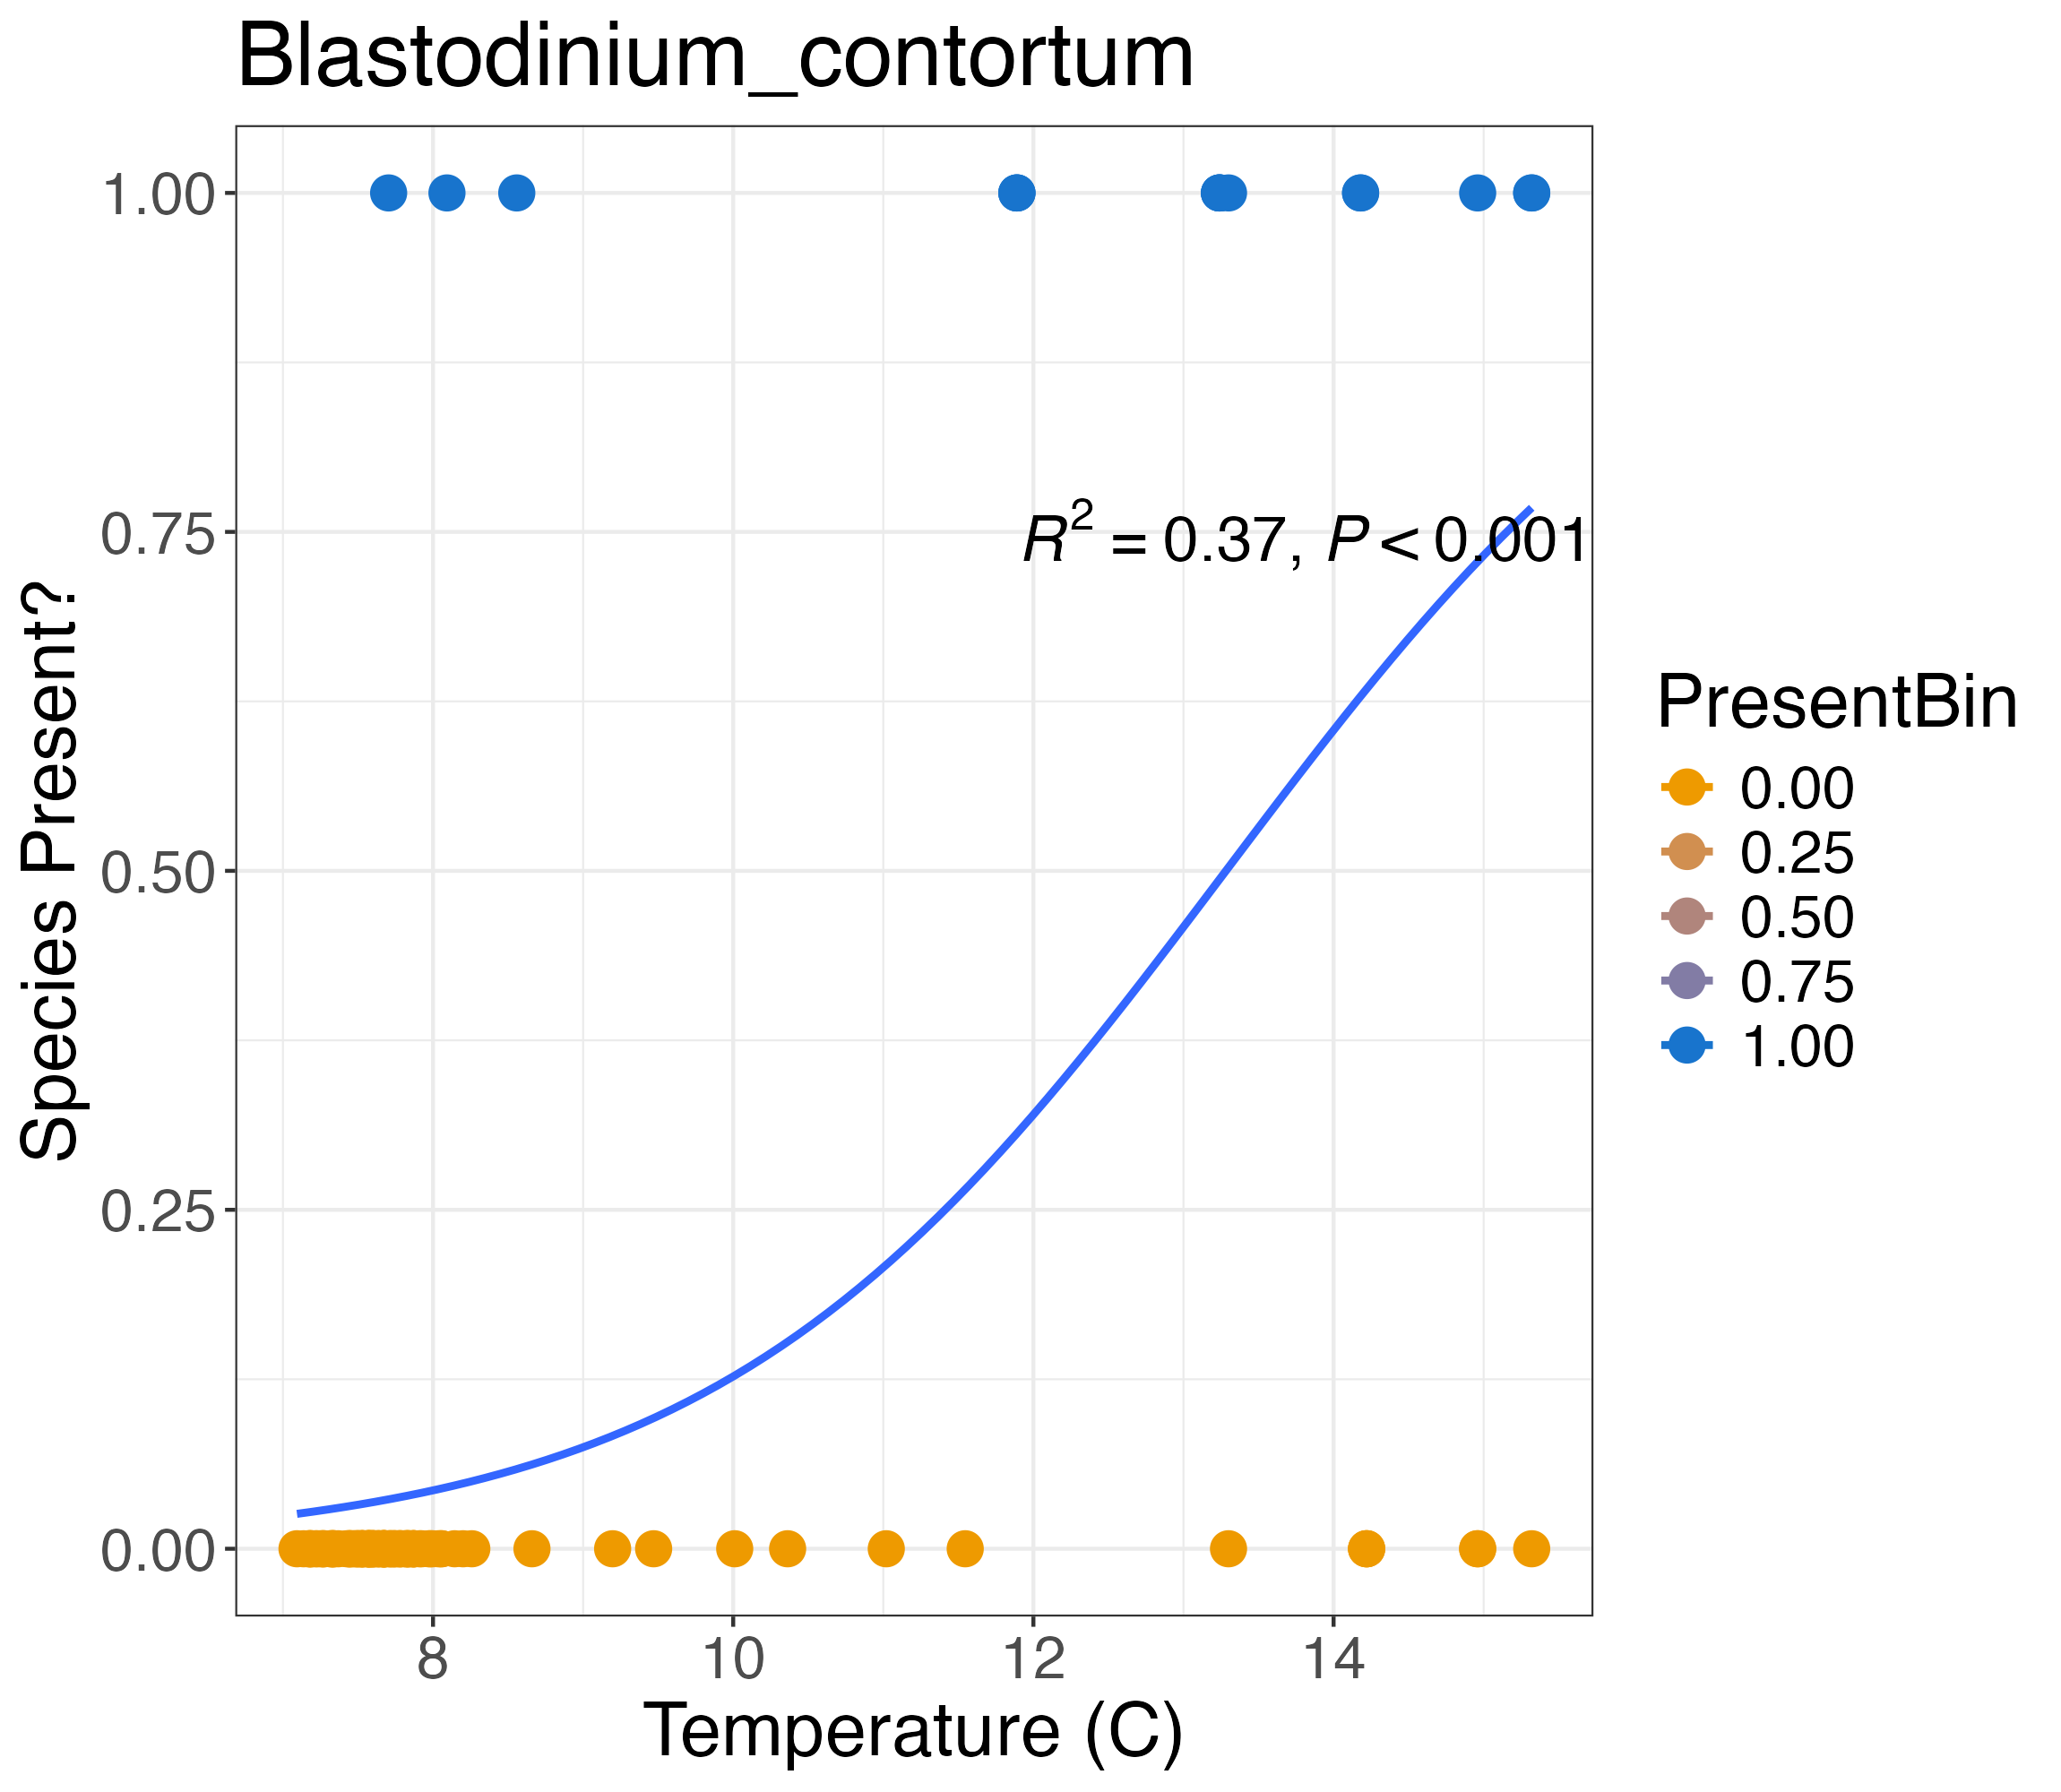 Blastodinium_contortum
1.00
0.75
0.50
0.25
0.00
Species Present?
R² = 0.37, P < 0.001
8 10 12 14
Temperature (C)
PresentBin
0.00
0.25
0.50
0.75
1.00